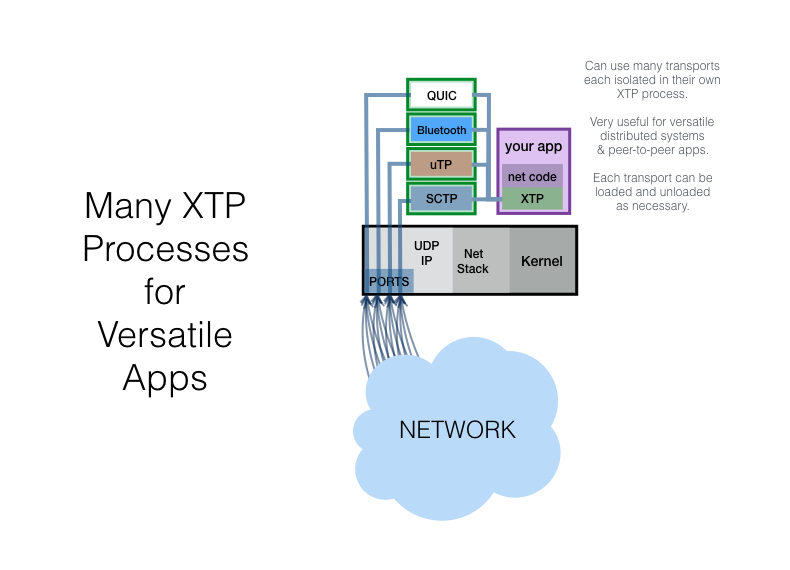 Many XTP
Processes
for
Versatile
Apps
QUIC
Bluetooth
uTP
SCTP
your app
net code
XTP
Can use many transports
each isolated in their own
XTP process.
Very useful for versatile
distributed systems
& peer-to-peer apps.
Each transport can be
loaded and unloaded
as necessary.
UDP
IP
Net
Stack
Kernel
PORTS
NETWORK